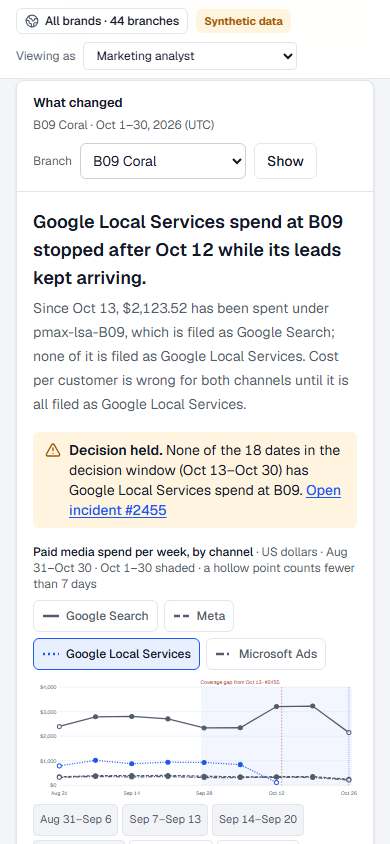 All brands · 44 branches
Synthetic data
Viewing as
Marketing analyst
What changed
B09 Coral · Oct 1–30, 2026 (UTC)
Branch
B09 Coral
Show
Google Local Services spend at B09
stopped after Oct 12 while its leads
kept arriving.
Since Oct 13, $2,123.52 has been spent under
pmax-lsa-B09, which is filed as Google Search;
none of it is filed as Google Local Services. Cost
per customer is wrong for both channels until it is
all filed as Google Local Services.
Decision held. None of the 18 dates in the
decision window (Oct 13–Oct 30) has
Google Local Services spend at B09. Open
incident #2455
Paid media spend per week, by channel · US dollars · Aug
31–Oct 30 · Oct 1–30 shaded · a hollow point counts fewer
than 7 days
Google Search
Meta
Google Local Services
Microsoft Ads
Coverage gap from Oct 13 · #2455
$4,000
$3,000
$2,000
$1,000
$0
Aug 31
Sep 14
Sep 28
Oct 12
Oct 26
Aug 31–Sep 6
Sep 7–Sep 13
Sep 14–Sep 20